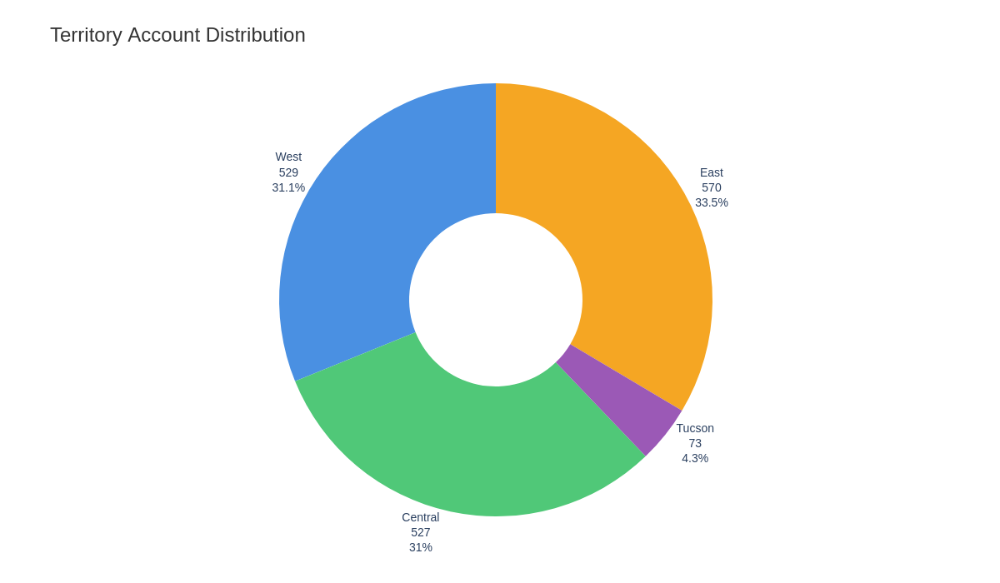 Territory Account Distribution
West
529
31.1%
East
570
33.5%
Tucson
73
4.3%
Central
527
31%